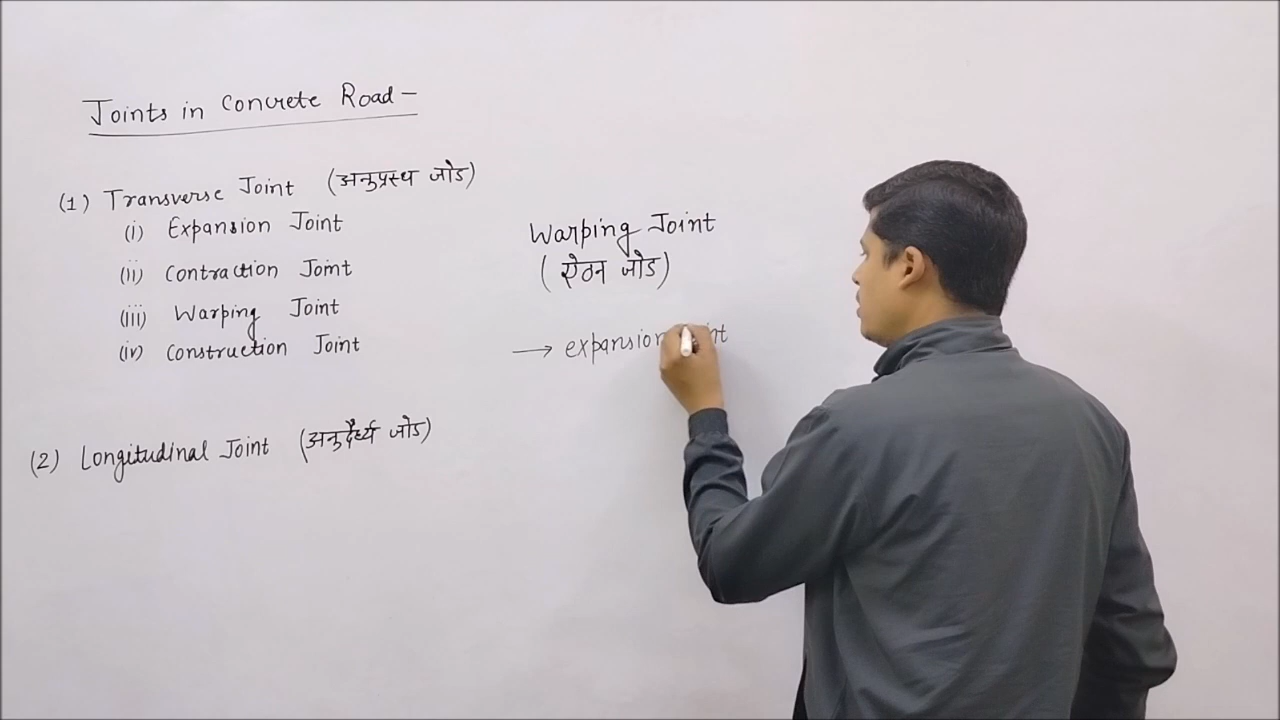 Joints in Concrete Road -
(1) Transverse Joint (अनुप्रस्थ जोड)
(i) Expansion Joint
(ii) Contraction Joint
(iii) Warping Joint
(iv) Construction Joint
(2) Longitudinal Joint (अनुदैर्ध्य जोड)
Warping Joint
(ऐठन जोड)
→ expansion